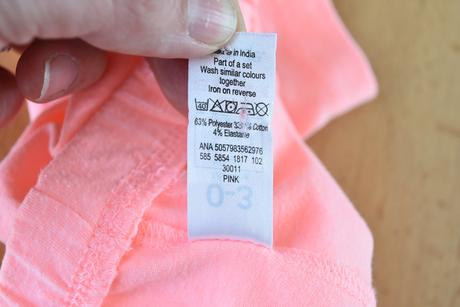 in India
Part of a set
Wash similar colours
together
Iron on reverse
40
63% Polyester 33% Cotton
4% Elastane
ANA 5057983562976
585 5854 1817 102
30011
PINK
0-3